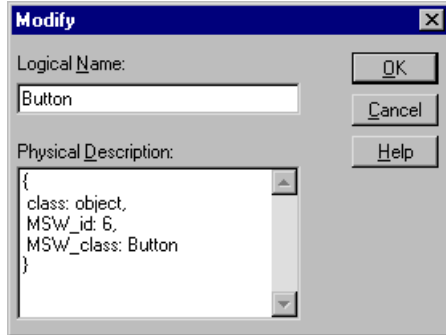 Modify
Logical Name:
Button
OK
Cancel
Physical Description:
Help
{
class: object,
MSW_id: 6,
MSW_class: Button
}